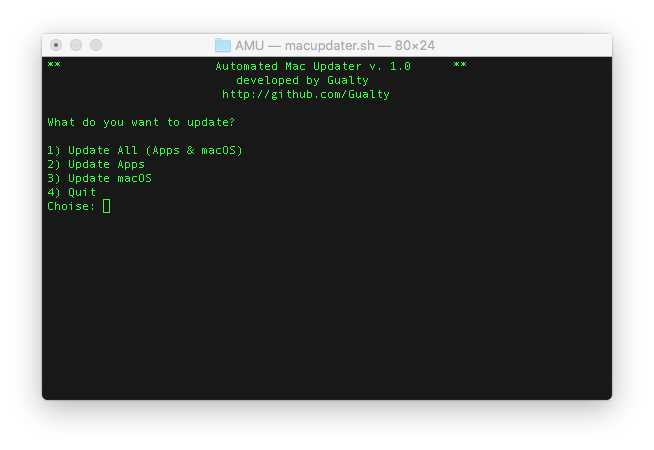 AMU — macupdater.sh — 80×24
** Automated Mac Updater v. 1.0 **
developed by Gualty
http://github.com/Gualty
What do you want to update?
1) Update All (Apps & macOS)
2) Update Apps
3) Update macOS
4) Quit
Choise: